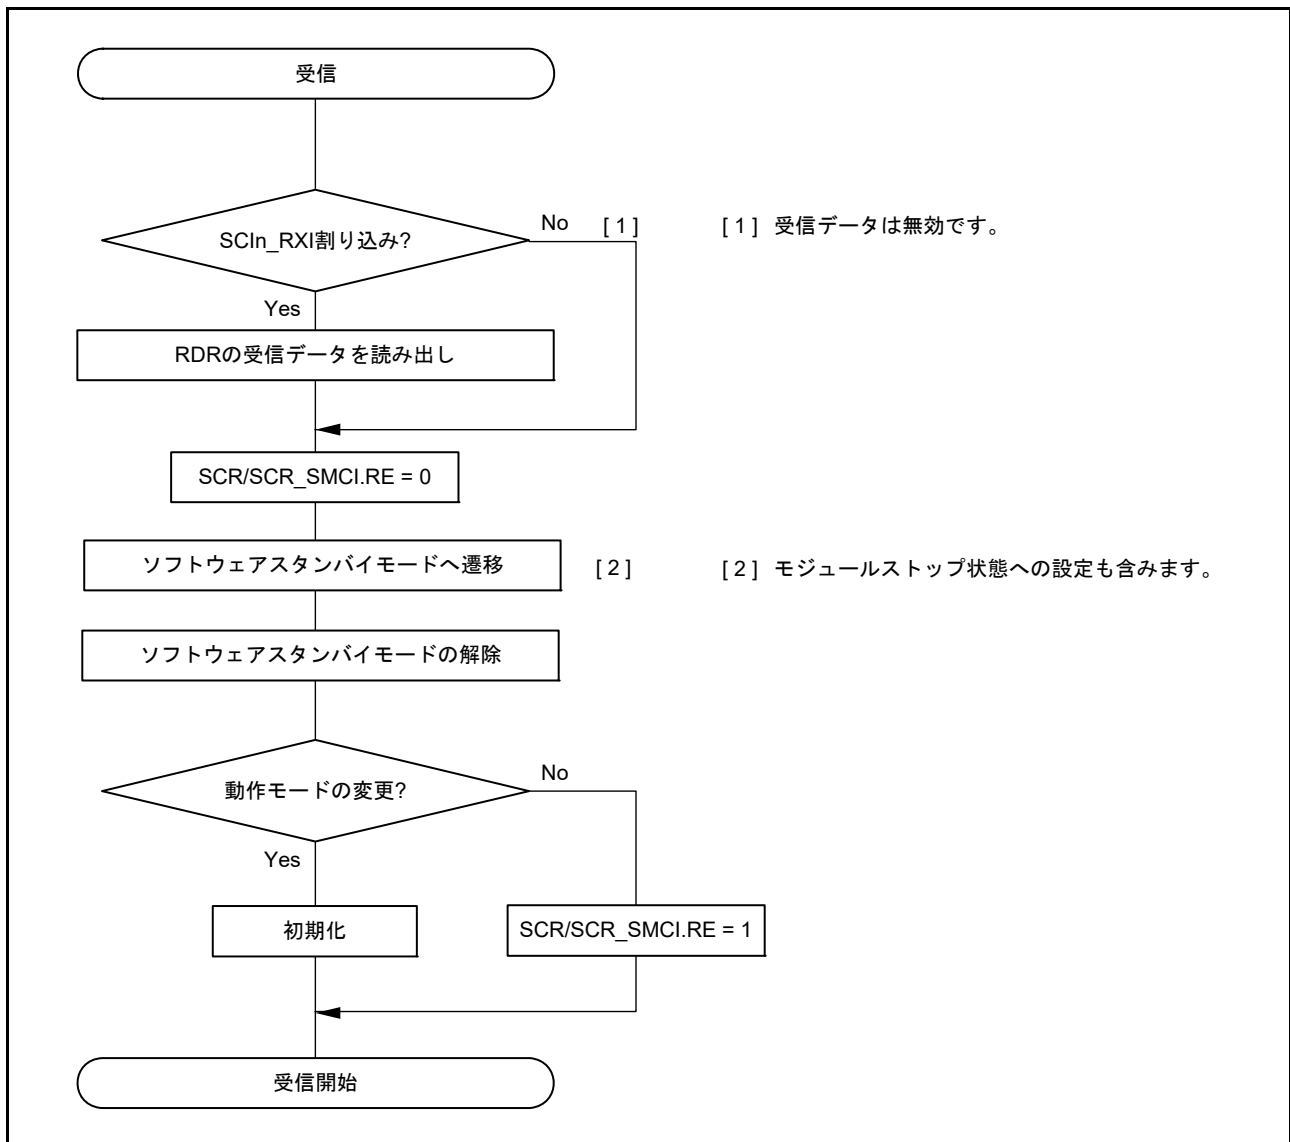 受信
SCIn_RXI割り込み?
No
[ 1 ]
[ 1 ] 受信データは無効です。
Yes
RDRの受信データを読み出し
SCR/SCR_SMCI.RE = 0
ソフトウェアスタンバイモードへ遷移
[ 2 ]
[ 2 ] モジュールストップ状態への設定も含みます。
ソフトウェアスタンバイモードの解除
動作モードの変更?
No
Yes
初期化
SCR/SCR_SMCI.RE = 1
受信開始